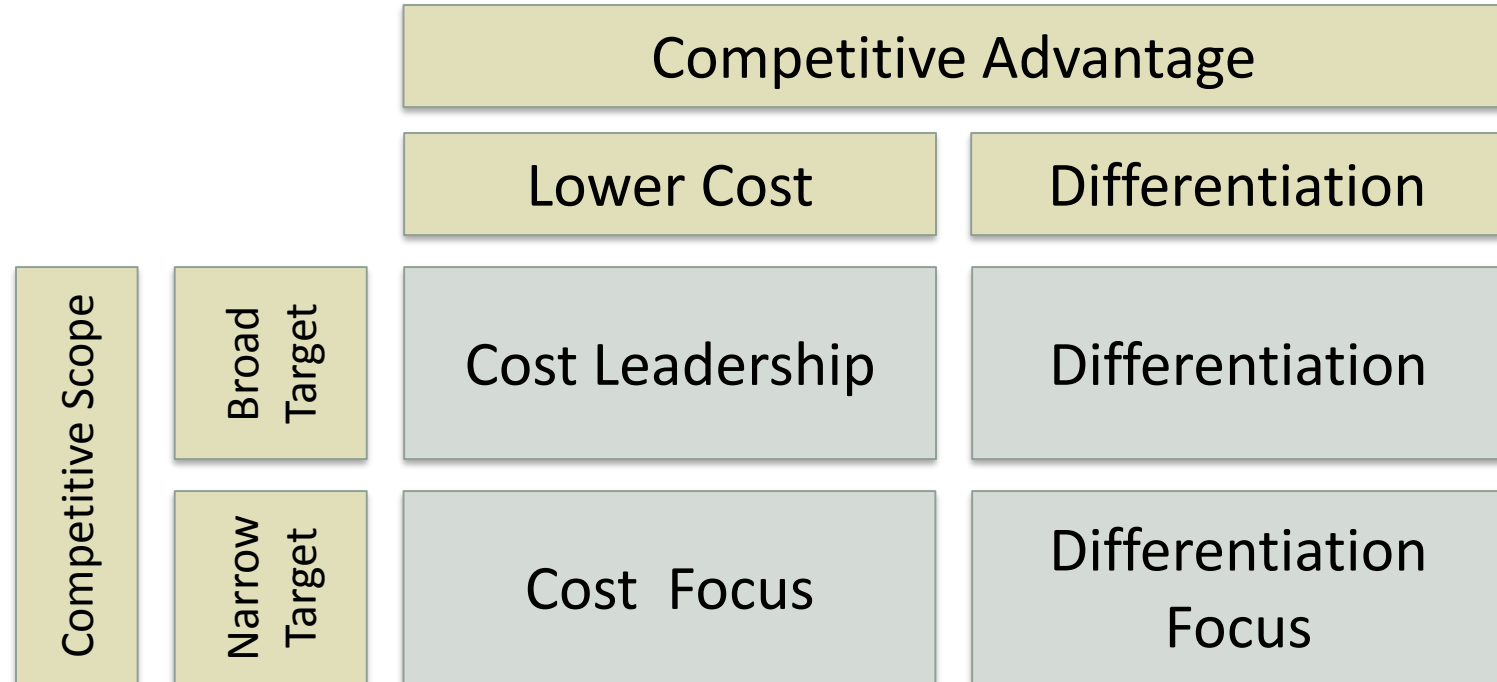 Competitive Advantage
Lower Cost
Differentiation
Competitive Scope
Broad
Target
Cost Leadership
Differentiation
Narrow
Target
Cost Focus
Differentiation
Focus